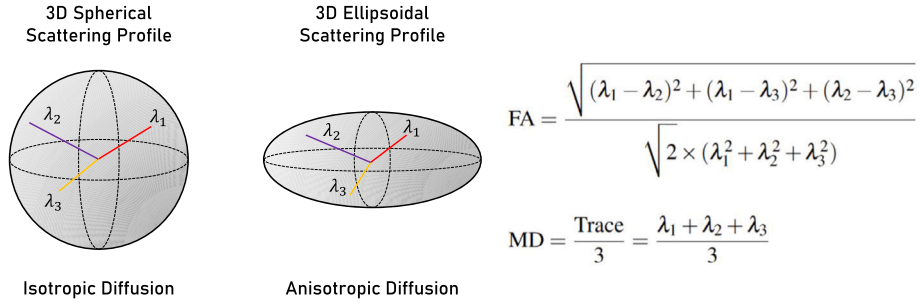 3D Spherical
Scattering Profile
λ₂
λ₁
λ₃
Isotropic Diffusion
3D Ellipsoidal
Scattering Profile
λ₂
λ₁
λ₃
Anisotropic Diffusion
FA = √((λ₁ − λ₂)² + (λ₁ − λ₃)² + (λ₂ − λ₃)²) / (√2 × (λ₁² + λ₂² + λ₃²))
MD = Trace / 3 = (λ₁ + λ₂ + λ₃) / 3